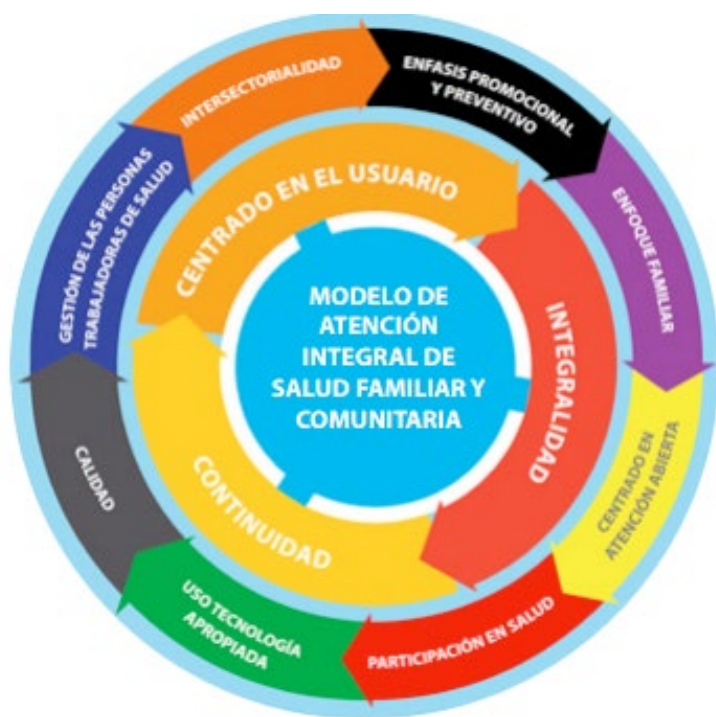 MODELO DE
ATENCIÓN
INTEGRAL DE
SALUD FAMILIAR Y
COMUNITARIA
CENTRADO EN EL USUARIO
INTEGRALIDAD
CONTINUIDAD
INTERSECTORIALIDAD
ENFASIS PROMOCIONAL
Y PREVENTIVO
ENFOQUE FAMILIAR
CENTRADO EN
ATENCIÓN ABIERTA
PARTICIPACIÓN EN SALUD
USO TECNOLOGÍA
APROPIADA
CALIDAD
GESTIÓN DE LAS PERSONAS
TRABAJADORAS DE SALUD